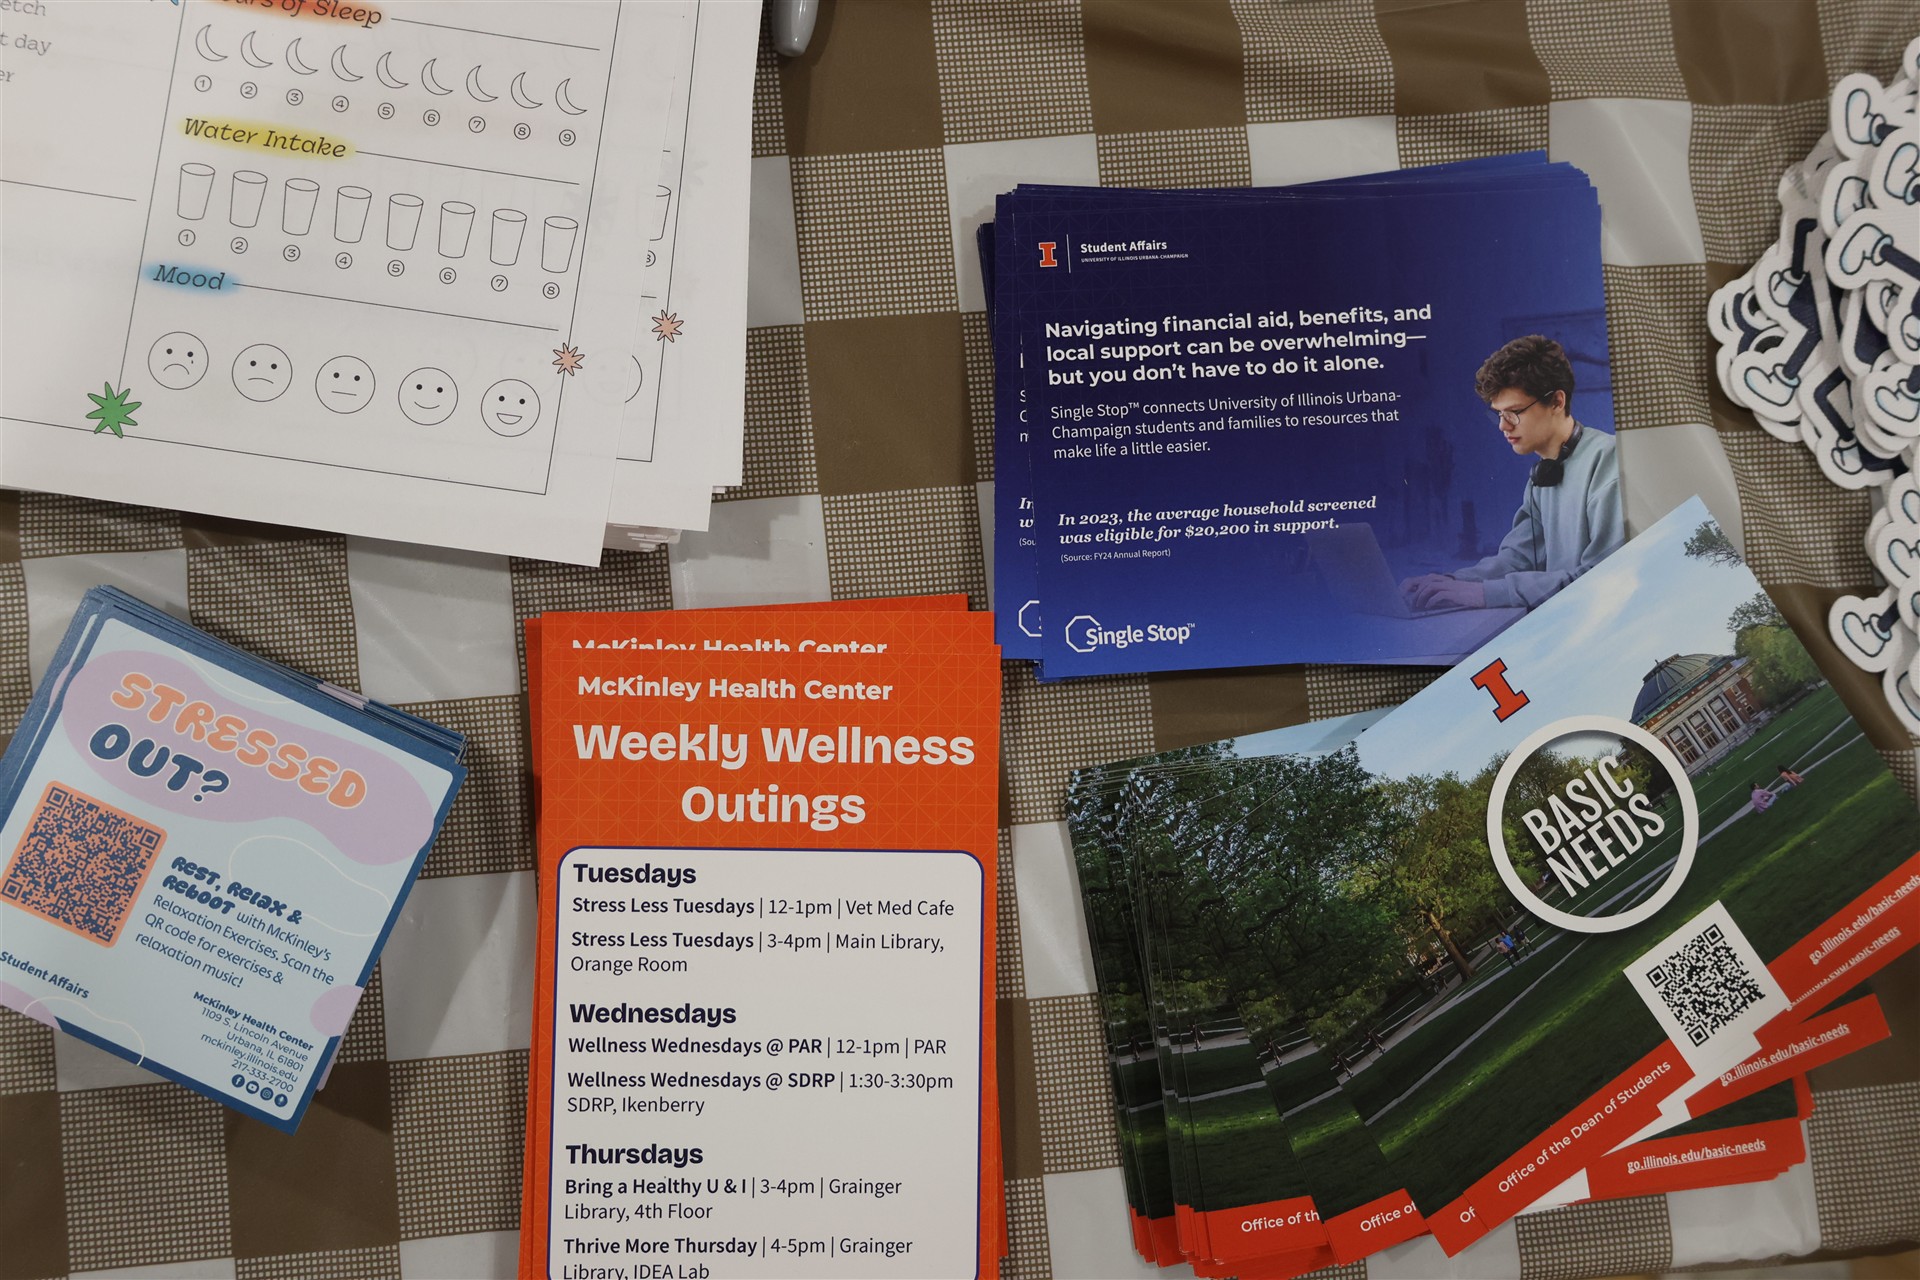 etch
t day
er
urs of Sleep
1 2 3 4 5 6 7 8 9
Water Intake
1 2 3 4 5 6 7 8
8
Mood
I
Student Affairs
UNIVERSITY OF ILLINOIS URBANA-CHAMPAIGN
Navigating financial aid, benefits, and
local support can be overwhelming—
but you don't have to do it alone.
Single Stop™ connects University of Illinois Urbana-
Champaign students and families to resources that
make life a little easier.
In 2023, the average household screened
was eligible for $20,200 in support.
(Source: FY24 Annual Report)
Single Stop™
In
w
(Sou
STRESSED
OUT?
REST, RELAX &
REBOOT with McKinley's
Relaxation Exercises. Scan the
QR code for exercises &
relaxation music!
Student Affairs
McKinley Health Center
1109 S. Lincoln Avenue
Urbana, IL 61801
mckinley.illinois.edu
217-333-2700
McKinley Health Center
McKinley Health Center
Weekly Wellness
Outings
Tuesdays
Stress Less Tuesdays | 12-1pm | Vet Med Cafe
Stress Less Tuesdays | 3-4pm | Main Library,
Orange Room
Wednesdays
Wellness Wednesdays @ PAR | 12-1pm | PAR
Wellness Wednesdays @ SDRP | 1:30-3:30pm
SDRP, Ikenberry
Thursdays
Bring a Healthy U & I | 3-4pm | Grainger
Library, 4th Floor
Thrive More Thursday | 4-5pm | Grainger
Library, IDEA Lab
I
BASIC
NEEDS
go.illinois.edu/basic-needs
go.illinois.edu/basic-needs
go.illinois.edu/basic-needs
Office of the Dean of Students
Office of th
Office of
Of